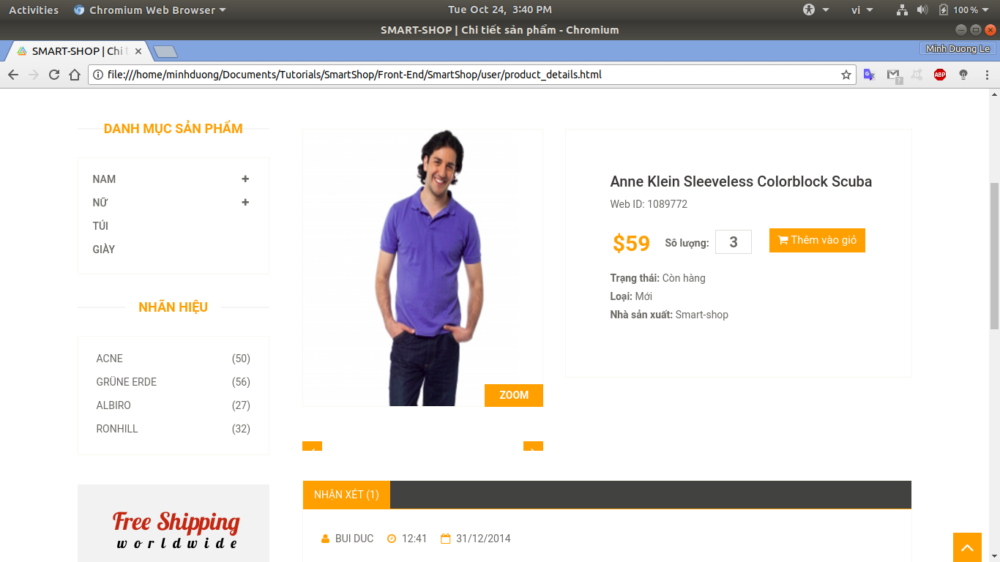 Activities Chromium Web Browser Tue Oct 24, 3:40 PM vi 100 %
SMART-SHOP | Chi tiết sản phẩm - Chromium
SMART-SHOP | Chi t Minh Duong Le
file:///home/minhduong/Documents/Tutorials/SmartShop/Front-End/SmartShop/user/product_details.html ABP
DANH MỤC SẢN PHẨM
NAM
NỮ
TÚI
GIÀY
NHÃN HIỆU
ACNE (50)
GRÜNE ERDE (56)
ALBIRO (27)
RONHILL (32)
Free Shipping
worldwide
ZOOM
Anne Klein Sleeveless Colorblock Scuba
Web ID: 1089772
$59 Sô lượng: 3 Thêm vào giỏ
Trạng thái: Còn hàng
Loại: Mới
Nhà sản xuất: Smart-shop
NHẬN XÉT (1)
BUI DUC 12:41 31/12/2014